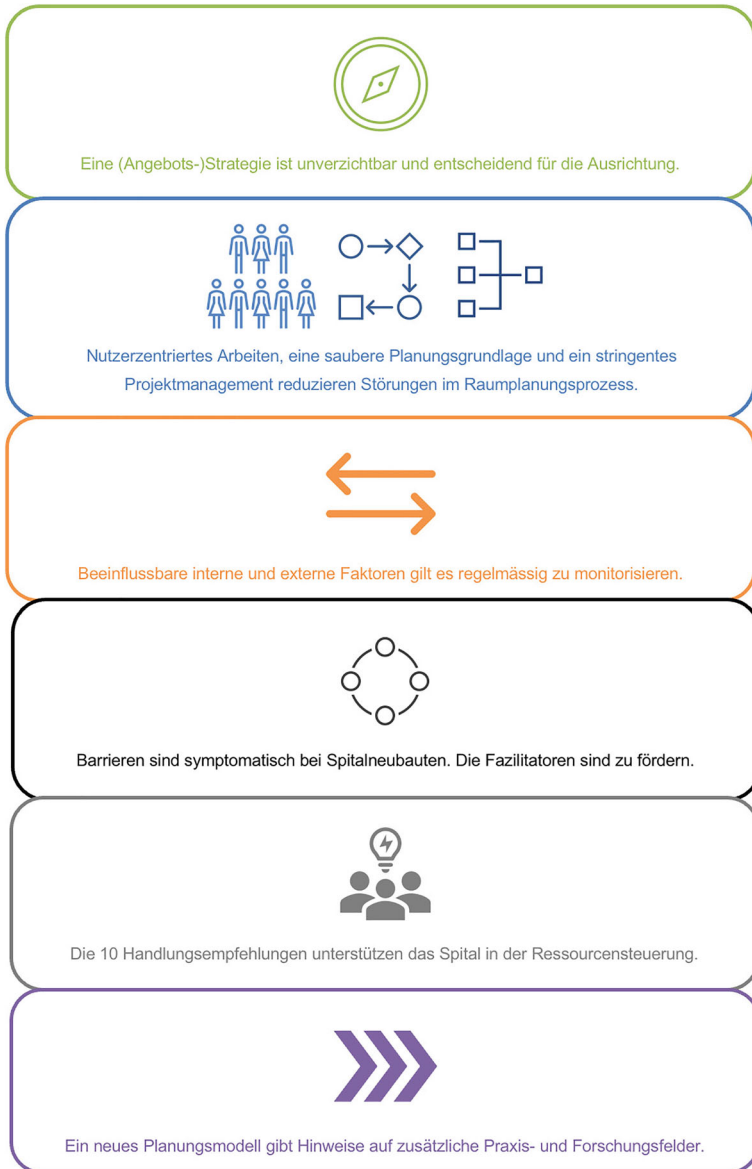 Eine (Angebots-)Strategie ist unverzichtbar und entscheidend für die Ausrichtung.
Nutzerzentriertes Arbeiten, eine saubere Planungsgrundlage und ein stringentes
Projektmanagement reduzieren Störungen im Raumplanungsprozess.
Beeinflussbare interne und externe Faktoren gilt es regelmässig zu monitorisieren.
Barrieren sind symptomatisch bei Spitalneubauten. Die Fazilitatoren sind zu fördern.
Die 10 Handlungsempfehlungen unterstützen das Spital in der Ressourcensteuerung.
Ein neues Planungsmodell gibt Hinweise auf zusätzliche Praxis- und Forschungsfelder.